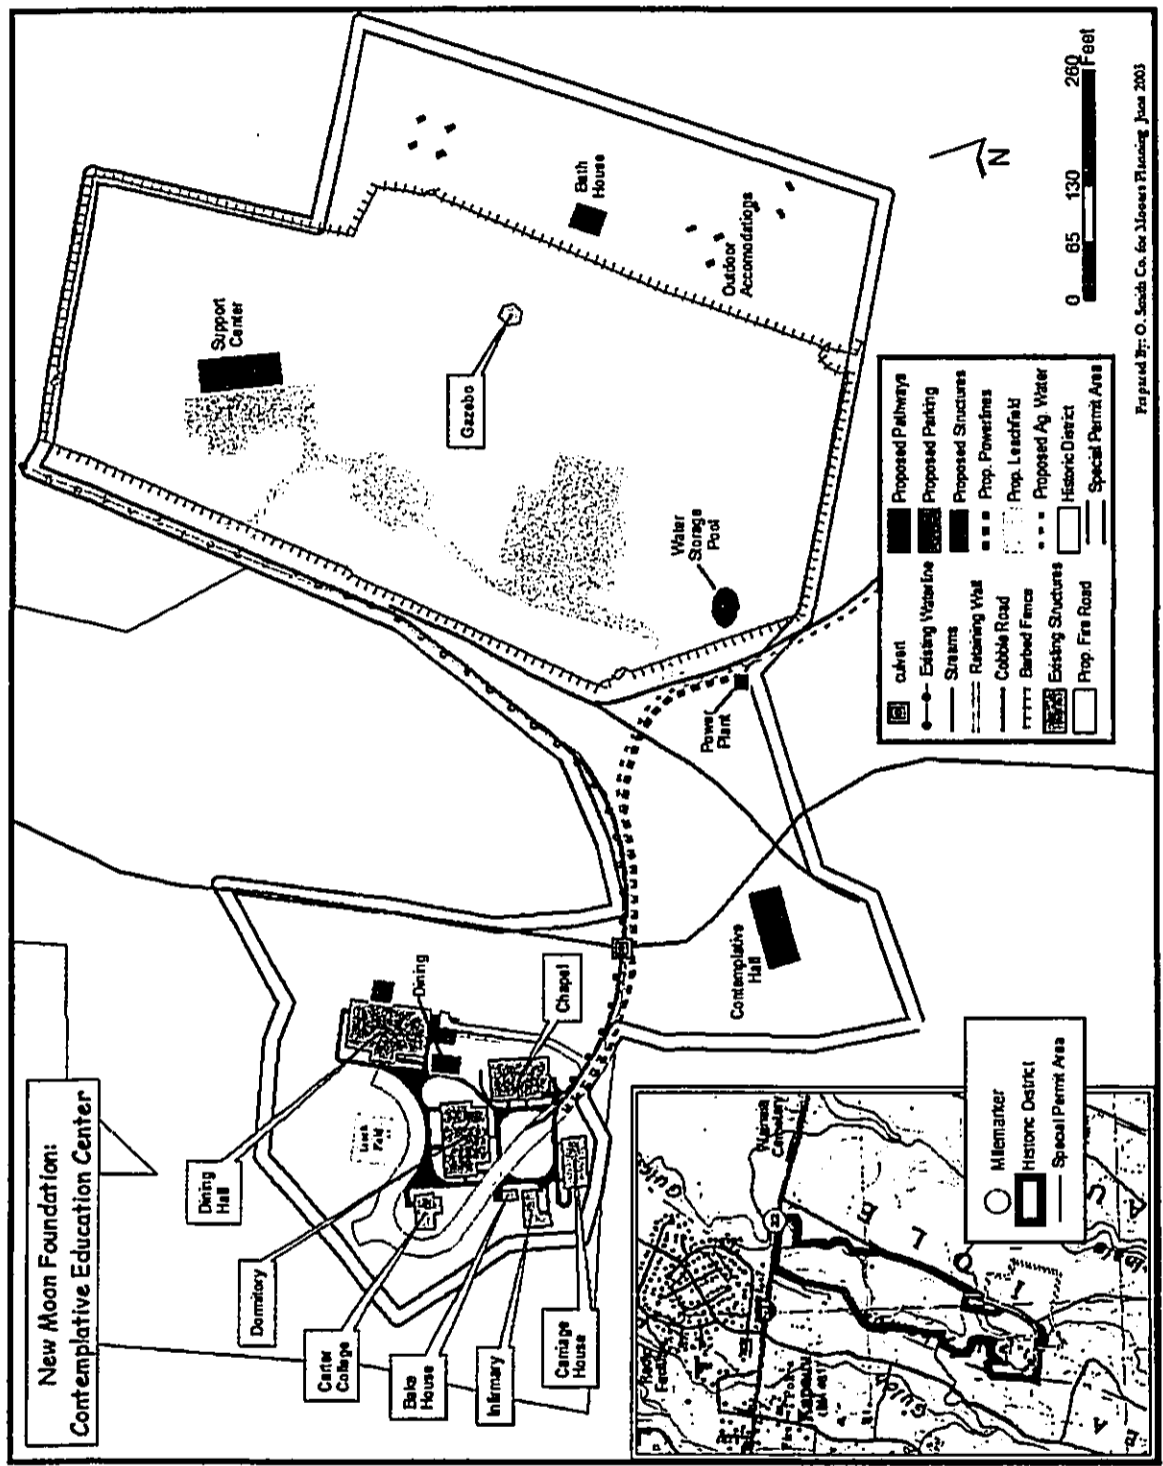 New Moon Foundation:
Contemplative Education Center
Dining
Hall
Dormitory
Carter
Cottage
Bake
House
Infirmary
Carriage
House
Dining
Chapel
Contemplative
Hall
Power
Plant
Water
Storage
Pool
Gazebo
Support
Center
Bath
House
Outdoor
Accomodations
N
0 65 130 260
Feet
culvert
Existing Waterline
Streams
Retaining Wall
Cobble Road
Barbed Fence
Existing Structures
Prop. Fire Road
Proposed Pathways
Proposed Parking
Proposed Structures
Prop. Powerlines
Prop. Leachfield
Proposed Ag. Water
Historic District
Special Permit Area
Milemarker
Historic District
Special Permit Area
Cemetery
Gulch
Prepared By: O. Smith Co. for Moores Planning June 2003